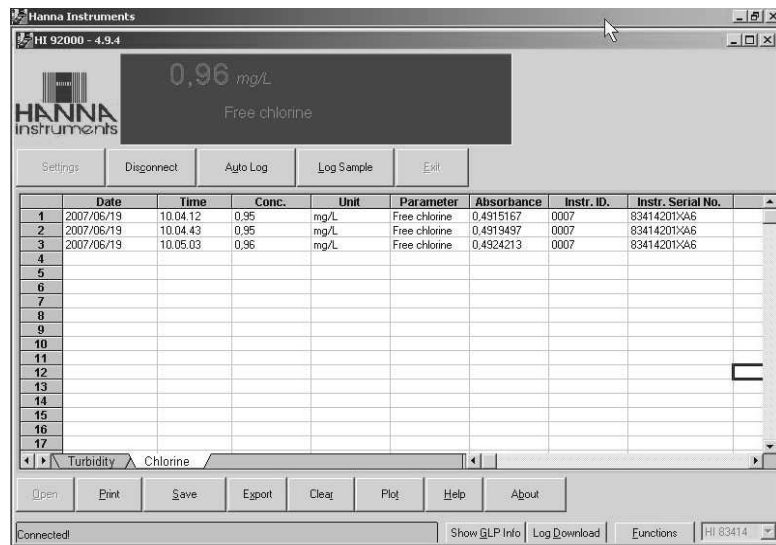 Hanna Instruments
HI 92000 - 4.9.4
HANNA
instruments
0,96 mg/L
Free chlorine
Settings Disconnect Auto Log Log Sample Exit
Date Time Conc. Unit Parameter Absorbance Instr. ID. Instr. Serial No.
1 2007/06/19 10.04.12 0,95 mg/L Free chlorine 0,4915167 0007 83414201XA6
2 2007/06/19 10.04.43 0,95 mg/L Free chlorine 0,4919497 0007 83414201XA6
3 2007/06/19 10.05.03 0,96 mg/L Free chlorine 0,4924213 0007 83414201XA6
4
5
6
7
8
9
10
11
12
13
14
15
16
17
Turbidity Chlorine
Open Print Save Export Clear Plot Help About
Connected! Show GLP Info Log Download Functions HI 83414